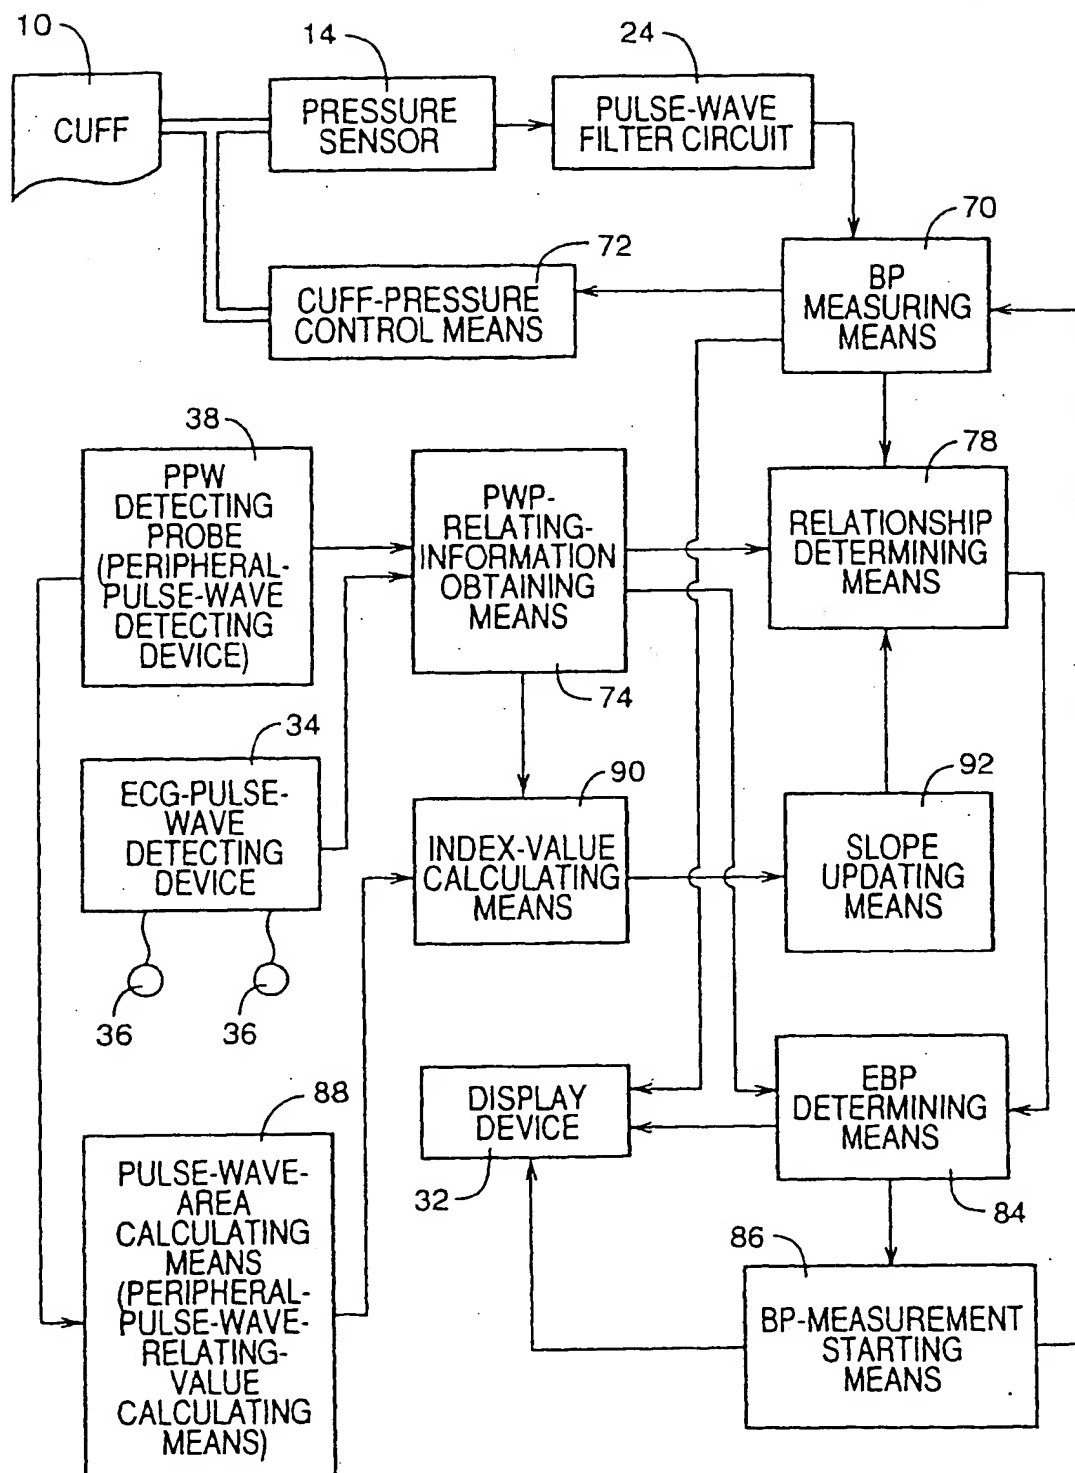 10
CUFF
14
PRESSURE
SENSOR
24
PULSE-WAVE
FILTER CIRCUIT
70
BP
MEASURING
MEANS
72
CUFF-PRESSURE
CONTROL MEANS
38
PPW
DETECTING
PROBE
(PERIPHERAL-
PULSE-WAVE
DETECTING
DEVICE)
PWP-
RELATING-
INFORMATION
OBTAINING
MEANS
74
78
RELATIONSHIP
DETERMINING
MEANS
34
ECG-PULSE-
WAVE
DETECTING
DEVICE
36
36
90
INDEX-VALUE
CALCULATING
MEANS
92
SLOPE
UPDATING
MEANS
88
PULSE-WAVE-
AREA
CALCULATING
MEANS
(PERIPHERAL-
PULSE-WAVE-
RELATING-
VALUE
CALCULATING
MEANS)
DISPLAY
DEVICE
32
EBP
DETERMINING
MEANS
84
86
BP-MEASUREMENT
STARTING
MEANS